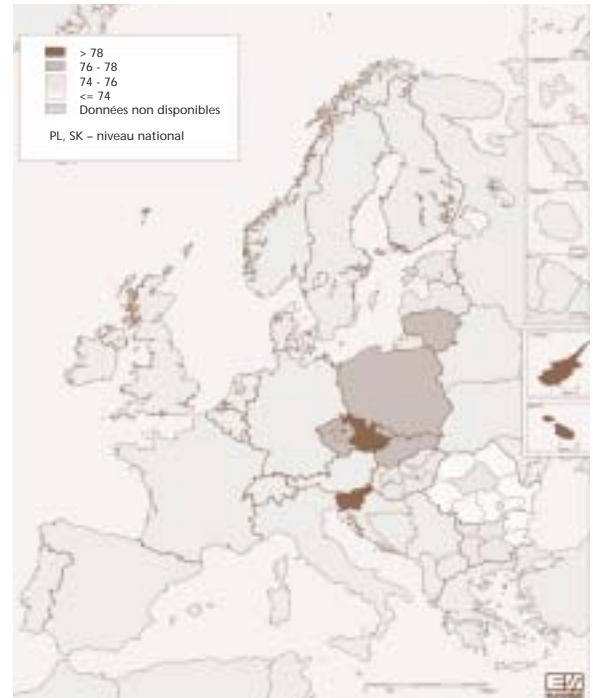 > 78
76 - 78
74 - 76
<= 74
Données non disponibles
PL, SK – niveau national